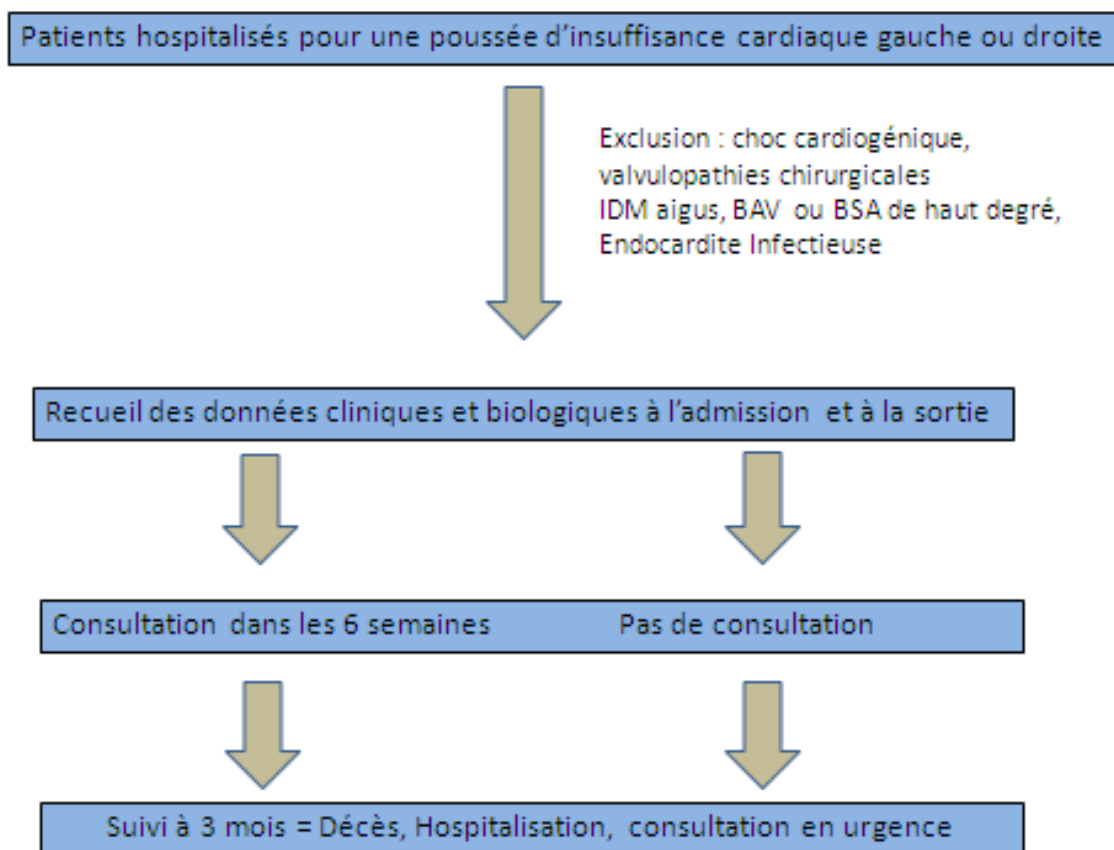 Patients hospitalisés pour une poussée d'insuffisance cardiaque gauche ou droite
Exclusion : choc cardiogénique,
valvulopathies chirurgicales
IDM aigus, BAV ou BSA de haut degré,
Endocardite Infectieuse
Recueil des données cliniques et biologiques à l'admission et à la sortie
Consultation dans les 6 semaines Pas de consultation
Suivi à 3 mois = Décès, Hospitalisation, consultation en urgence